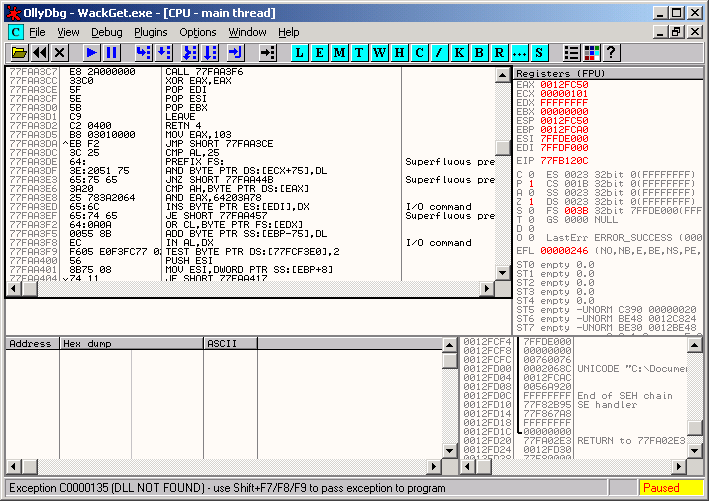 OllyDbg - WackGet.exe - [CPU - main thread]
C File View Debug Plugins Options Window Help
L E M T W H C / K B R ... S ?
77FAA3C7 E8 2A000000 CALL 77FAA3F6
77FAA3CC 33C0 XOR EAX,EAX
77FAA3CE 5F POP EDI
77FAA3CF 5E POP ESI
77FAA3D0 5B POP EBX
77FAA3D1 C9 LEAVE
77FAA3D2 C2 0400 RETN 4
77FAA3D5 B8 03010000 MOV EAX,103
77FAA3DA ^EB F2 JMP SHORT 77FAA3CE
77FAA3DC 3C 25 CMP AL,25
77FAA3DE 64: PREFIX FS: Superfluous pre
77FAA3DF 3E:2051 75 AND BYTE PTR DS:[ECX+75],DL
77FAA3E3 65:75 65 JNZ SHORT 77FAA44B Superfluous pre
77FAA3E6 3A20 CMP AH,BYTE PTR DS:[EAX]
77FAA3E8 25 783A2064 AND EAX,64203A78
77FAA3ED 65:6C INS BYTE PTR ES:[EDI],DX I/O command
77FAA3EF 65:74 65 JE SHORT 77FAA457 Superfluous pre
77FAA3F2 64:0A0A OR CL,BYTE PTR FS:[EDX]
77FAA3F5 0055 8B ADD BYTE PTR SS:[EBP-75],DL
77FAA3F8 EC IN AL,DX I/O command
77FAA3F9 F605 E0F3FC77 02 TEST BYTE PTR DS:[77FCF3E0],2
77FAA400 56 PUSH ESI
77FAA401 8B75 08 MOV ESI,DWORD PTR SS:[EBP+8]
77FAA404 v74 11 JE SHORT 77FAA417
Registers (FPU)
EAX 0012FC50
ECX 00000101
EDX FFFFFFFF
EBX 00000000
ESP 0012FC50
EBP 0012FCA0
ESI 7FFDE000
EDI 7FFDF000
EIP 77FB120C
C 0 ES 0023 32bit 0(FFFFFFFF)
P 1 CS 001B 32bit 0(FFFFFFFF)
A 0 SS 0023 32bit 0(FFFFFFFF)
Z 1 DS 0023 32bit 0(FFFFFFFF)
S 0 FS 003B 32bit 7FFDE000(FFF
T 0 GS 0000 NULL
D 0
O 0 LastErr ERROR_SUCCESS (000
EFL 00000246 (NO,NB,E,BE,NS,PE,
ST0 empty 0.0
ST1 empty 0.0
ST2 empty 0.0
ST3 empty 0.0
ST4 empty 0.0
ST5 empty -UNORM C390 00000020
ST6 empty -UNORM BE48 0012C824
ST7 empty -UNORM BE30 0012BE48
Address Hex dump ASCII
0012FCF4 7FFDE000
0012FCF8 00000000
0012FCFC 00760076
0012FD00 0002068C UNICODE "C:\Docume
0012FD04 0012FCAC
0012FD08 0056A920
0012FD0C FFFFFFFF End of SEH chain
0012FD10 77F82B95 SE handler
0012FD14 77F867A8
0012FD18 FFFFFFFF
0012FD1C 00000000
0012FD20 77FA02E3 RETURN to 77FA02E3
0012FD24 0012FD30
Exception C0000135 (DLL NOT FOUND) - use Shift+F7/F8/F9 to pass exception to program
Paused